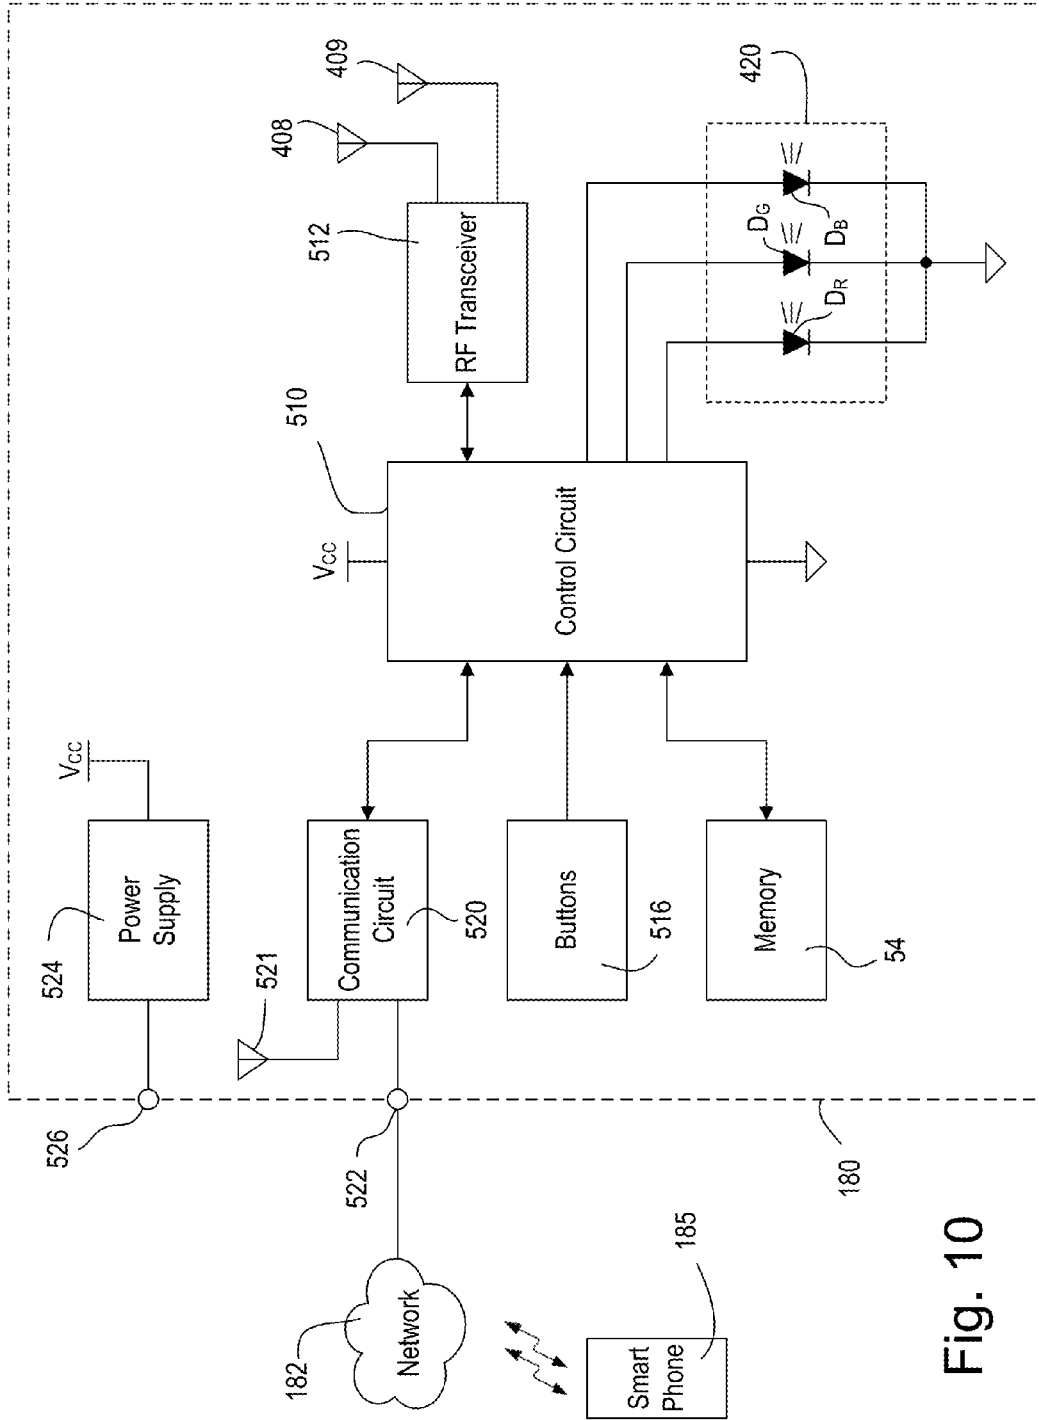 526
524
Power
Supply
VCC
182
Network
522
521
Communication
Circuit
520
VCC
510
512
RF Transceiver
408
409
Smart
Phone
185
Buttons
516
Control Circuit
180
Memory
54
DR
DG
DB
420
Fig. 10